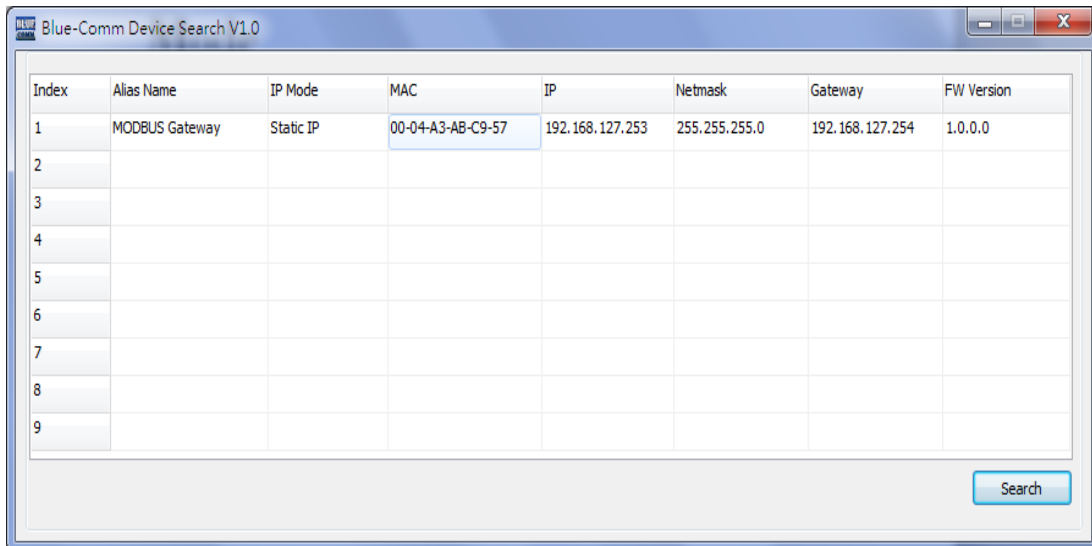 BLUE COMM Blue-Comm Device Search V1.0
Index Alias Name IP Mode MAC IP Netmask Gateway FW Version
1 MODBUS Gateway Static IP 00-04-A3-AB-C9-57 192.168.127.253 255.255.255.0 192.168.127.254 1.0.0.0
2
3
4
5
6
7
8
9
Search